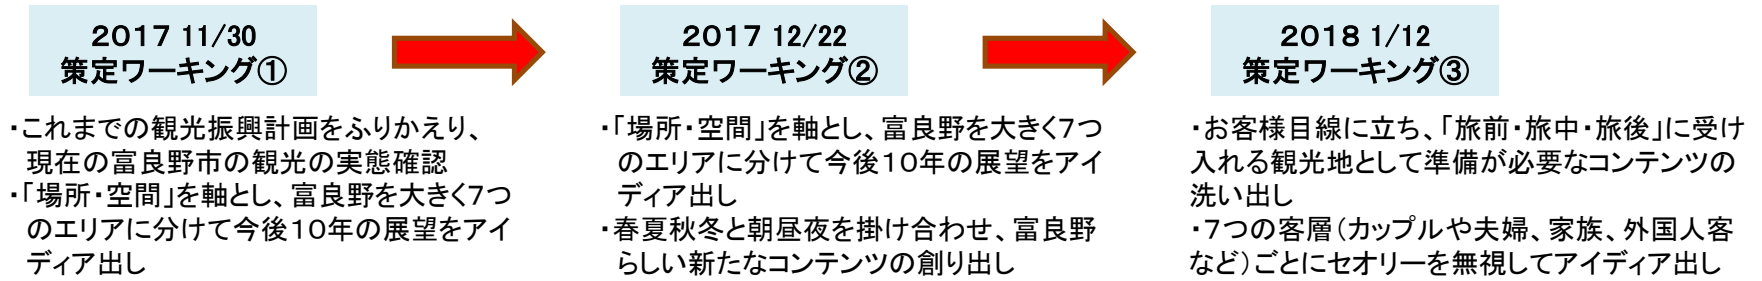 2017 11/30
策定ワーキング①
・これまでの観光振興計画をふりかえり、
現在の富良野市の観光の実態確認
・「場所・空間」を軸とし、富良野を大きく7つ
のエリアに分けて今後10年の展望をアイ
ディア出し
2017 12/22
策定ワーキング②
・「場所・空間」を軸とし、富良野を大きく7つ
のエリアに分けて今後10年の展望をアイ
ディア出し
・春夏秋冬と朝昼夜を掛け合わせ、富良野
らしい新たなコンテンツの創り出し
2018 1/12
策定ワーキング③
・お客様目線に立ち、「旅前・旅中・旅後」に受け
入れる観光地として準備が必要なコンテンツの
洗い出し
・7つの客層(カップルや夫婦、家族、外国人客
など)ごとにセオリーを無視してアイディア出し